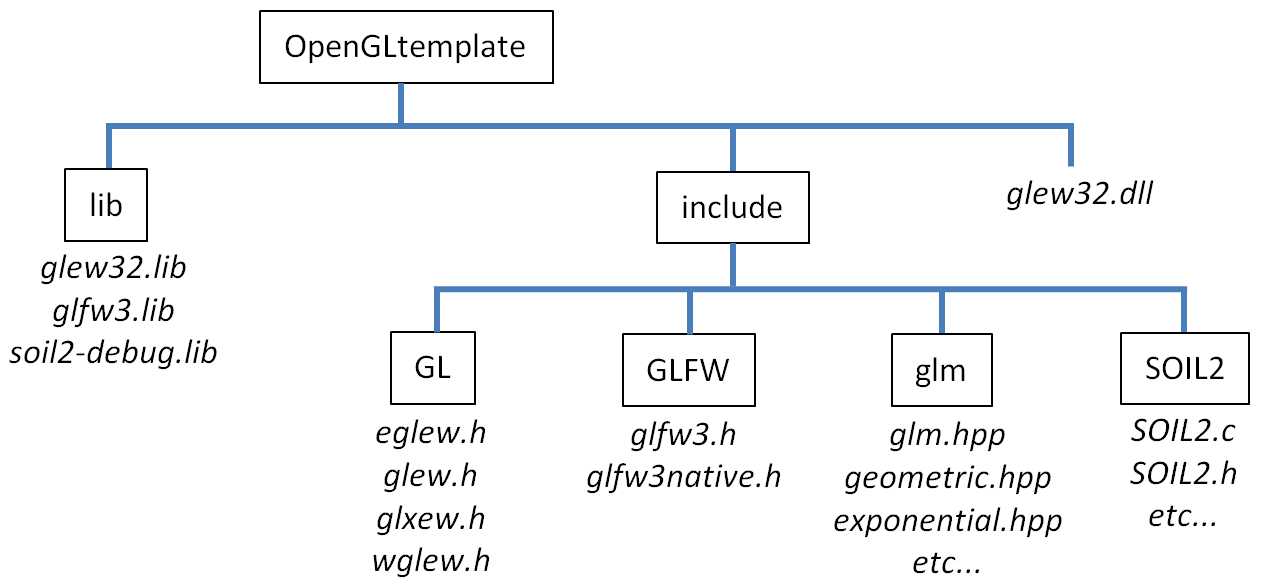 OpenGLtemplate
lib
include
glew32.dll
glew32.lib
glfw3.lib
soil2-debug.lib
GL
GLFW
glm
SOIL2
eglew.h
glew.h
glxew.h
wglew.h
glfw3.h
glfw3native.h
glm.hpp
geometric.hpp
exponential.hpp
etc...
SOIL2.c
SOIL2.h
etc...